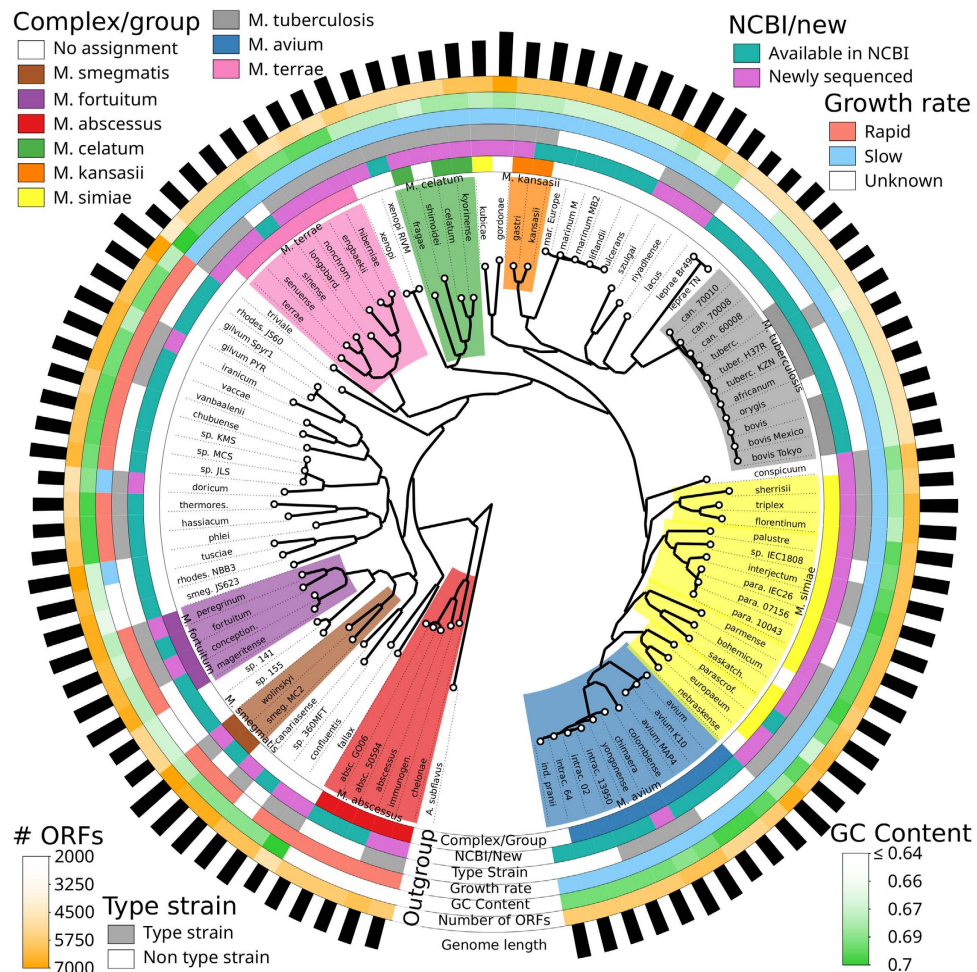 Complex/group
No assignment
M. smegmatis
M. fortuitum
M. abscessus
M. celatum
M. kansasii
M. simiae
M. tuberculosis
M. avium
M. terrae
NCBI/new
Available in NCBI
Newly sequenced
Growth rate
Rapid
Slow
Unknown
M. terrae
M. celatum
M. kansasii
M. tuberculosis
M. simiae
M. avium
M. abscessus
M. smegmatis
M. fortuitum
xenopi RIVM
fragae
shimoidei
celatum
kyorinense
kubicae
gordonae
gastri
kansasii
mar. Europe
marinum M
marinum MB2
liflandii
ulcerans
szulgai
riyadhense
lacus
leprae Br49
leprae TN
can. 70010
can. 70008
can. 60008
tuberc.
tuber. H37R
tuberc. KZN
africanum
orygis
bovis
bovis Mexico
bovis Tokyo
conspicuum
sherrisii
triplex
florentinum
palustre
sp. IEC1808
interjectum
para. IEC26
para. 07156
para. 10043
parmense
bohemicum
saskatch.
parascrof.
europaeum
nebraskense
avium
avium K10
avium MAP4
colombiense
chimaera
yongonense
intrac. 13950
intrac. 02
intrac. 64
ind. pranii
A. subflavus
chelonae
immunogen.
abscessus
absc. 50594
absc. GO06
fallax
confluentis
sp. 360MFT
canariasense
smeg. MC2
wolinskyi
sp. 155
sp. 141
mageritense
conception.
fortuitum
peregrinum
smeg. JS623
rhodes. NBB3
tusciae
phlei
hassiacum
thermores.
doricum
sp. JLS
sp. MCS
sp. KMS
chubuense
vanbaalenii
vaccae
iranicum
gilvum PYR
gilvum Spyr1
rhodes. JS60
triviale
terrae
senuense
sinense
longobard.
nonchrom.
engbaekii
hiberniae
xenopi
Outgroup
Complex/Group
NCBI/New
Type Strain
Growth rate
GC Content
Number of ORFs
Genome length
# ORFs
2000
3250
4500
5750
7000
Type strain
Type strain
Non type strain
GC Content
≤ 0.64
0.66
0.67
0.69
0.7